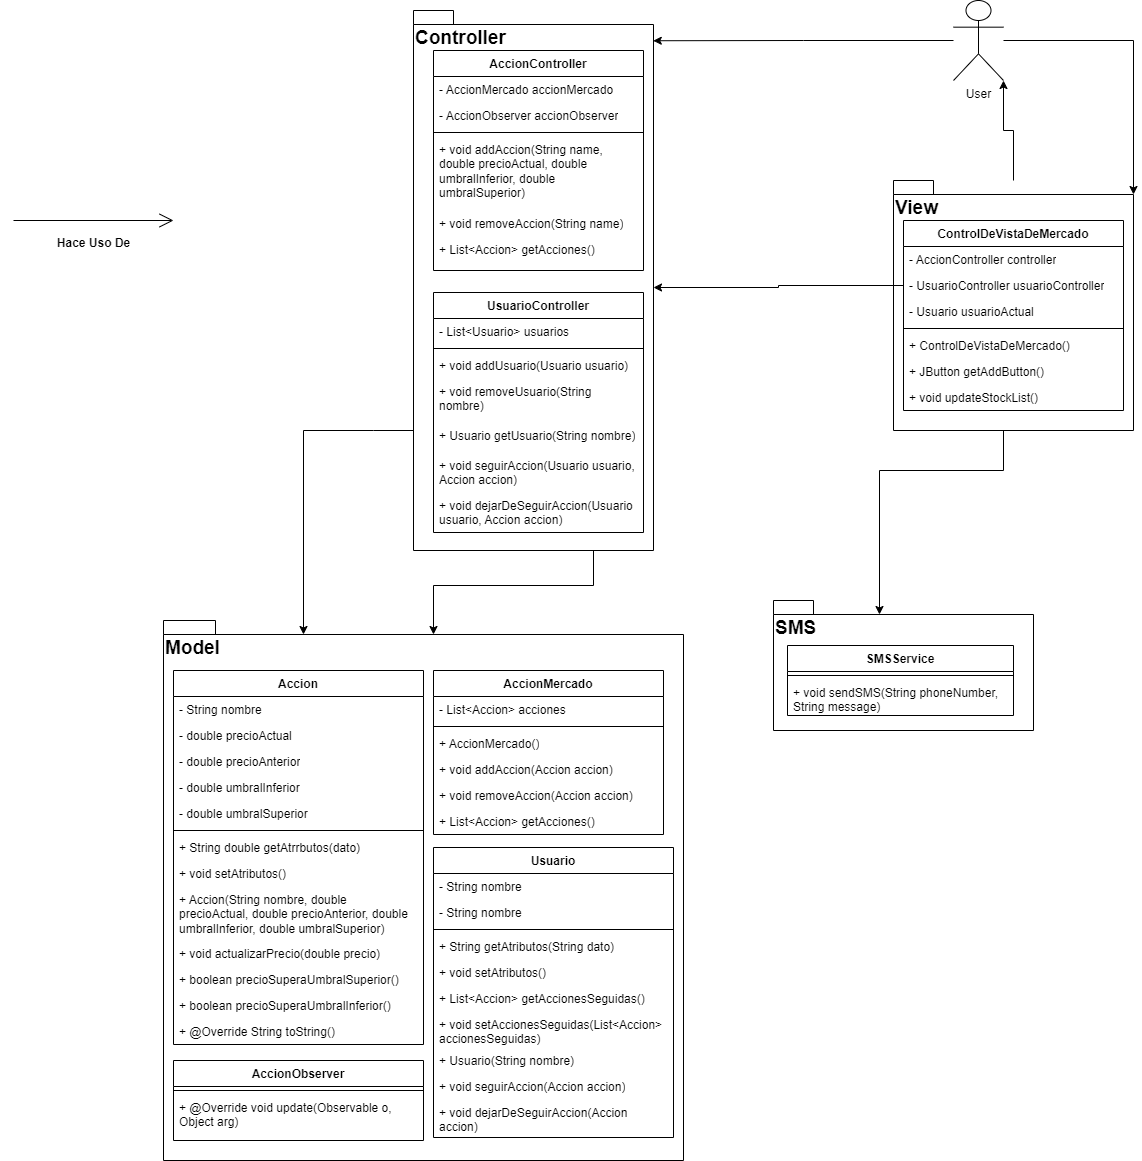 Controller
AccionController
- AccionMercado accionMercado
- AccionObserver accionObserver
+ void addAccion(String name,
double precioActual, double
umbralInferior, double
umbralSuperior)
+ void removeAccion(String name)
+ List<Accion> getAcciones()
UsuarioController
- List<Usuario> usuarios
+ void addUsuario(Usuario usuario)
+ void removeUsuario(String
nombre)
+ Usuario getUsuario(String nombre)
+ void seguirAccion(Usuario usuario,
Accion accion)
+ void dejarDeSeguirAccion(Usuario
usuario, Accion accion)
User
Hace Uso De
View
ControlDeVistaDeMercado
- AccionController controller
- UsuarioController usuarioController
- Usuario usuarioActual
+ ControlDeVistaDeMercado()
+ JButton getAddButton()
+ void updateStockList()
SMS
SMSService
+ void sendSMS(String phoneNumber,
String message)
Model
Accion
- String nombre
- double precioActual
- double precioAnterior
- double umbralInferior
- double umbralSuperior
+ String double getAtrrbutos(dato)
+ void setAtributos()
+ Accion(String nombre, double
precioActual, double precioAnterior, double
umbralInferior, double umbralSuperior)
+ void actualizarPrecio(double precio)
+ boolean precioSuperaUmbralSuperior()
+ boolean precioSuperaUmbralInferior()
+ @Override String toString()
AccionObserver
+ @Override void update(Observable o,
Object arg)
AccionMercado
- List<Accion> acciones
+ AccionMercado()
+ void addAccion(Accion accion)
+ void removeAccion(Accion accion)
+ List<Accion> getAcciones()
Usuario
- String nombre
- String nombre
+ String getAtributos(String dato)
+ void setAtributos()
+ List<Accion> getAccionesSeguidas()
+ void setAccionesSeguidas(List<Accion>
accionesSeguidas)
+ Usuario(String nombre)
+ void seguirAccion(Accion accion)
+ void dejarDeSeguirAccion(Accion
accion)